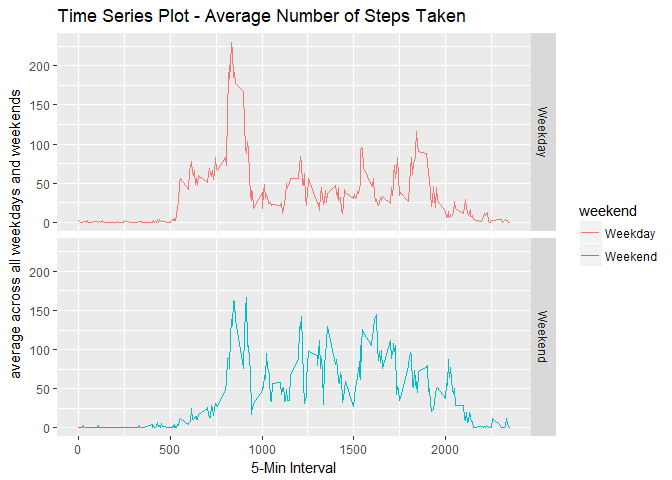 Time Series Plot - Average Number of Steps Taken
average across all weekdays and weekends
200
150
100
50
0
Weekday
200
150
100
50
0
Weekend
0
500
1000
1500
2000
5-Min Interval
weekend
Weekday
Weekend